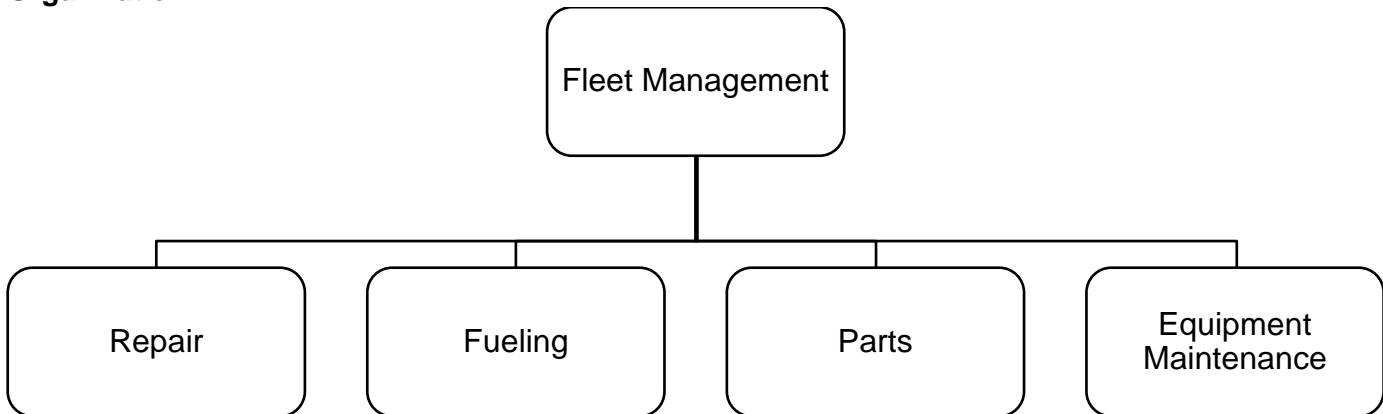 Fleet Management
Repair
Fueling
Parts
Equipment
Maintenance